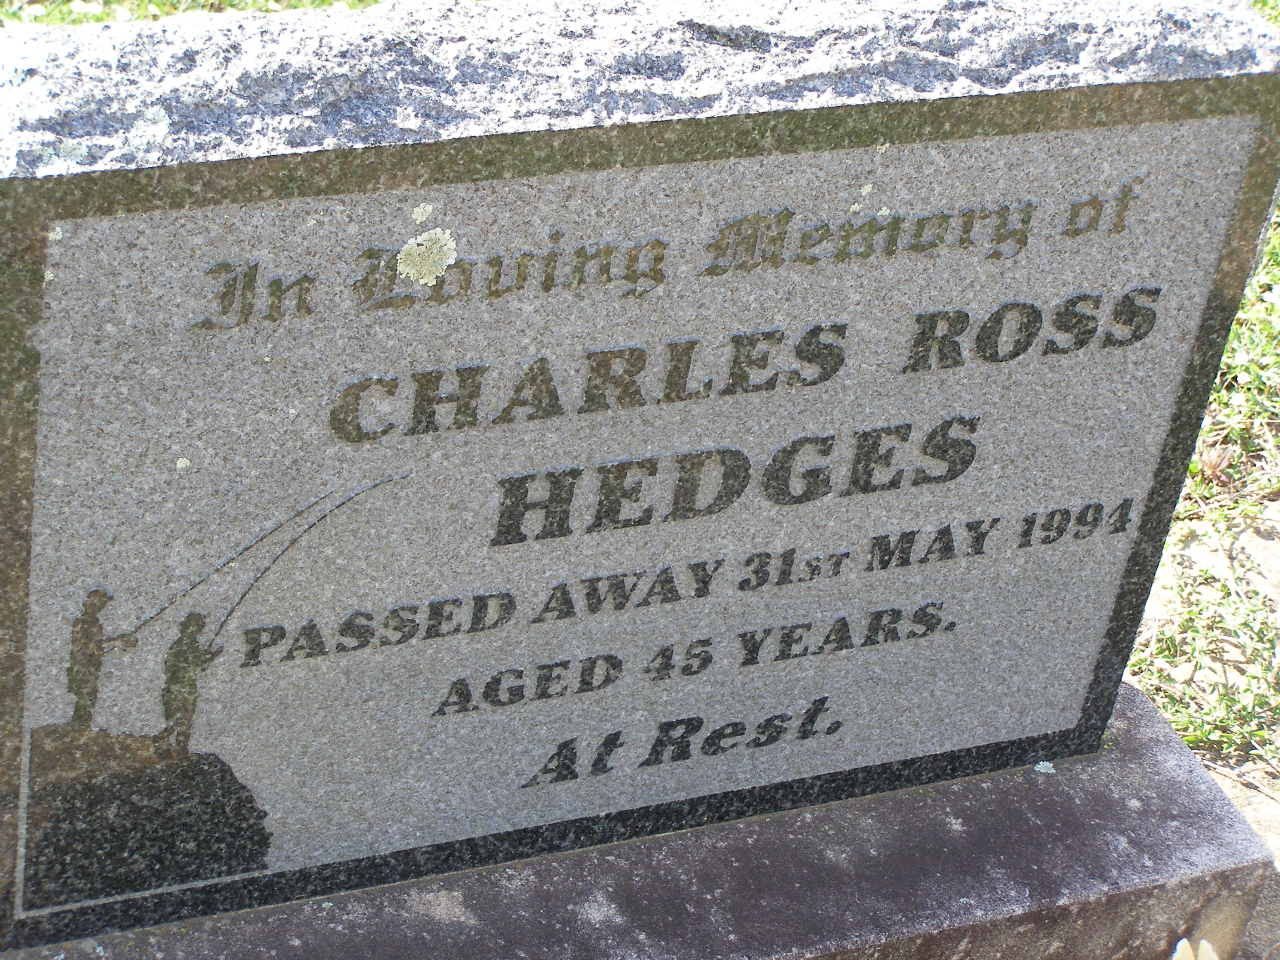 In Loving Memory of
CHARLES ROSS
HEDGES
PASSED AWAY 31ST MAY 1994
AGED 45 YEARS.
At Rest.